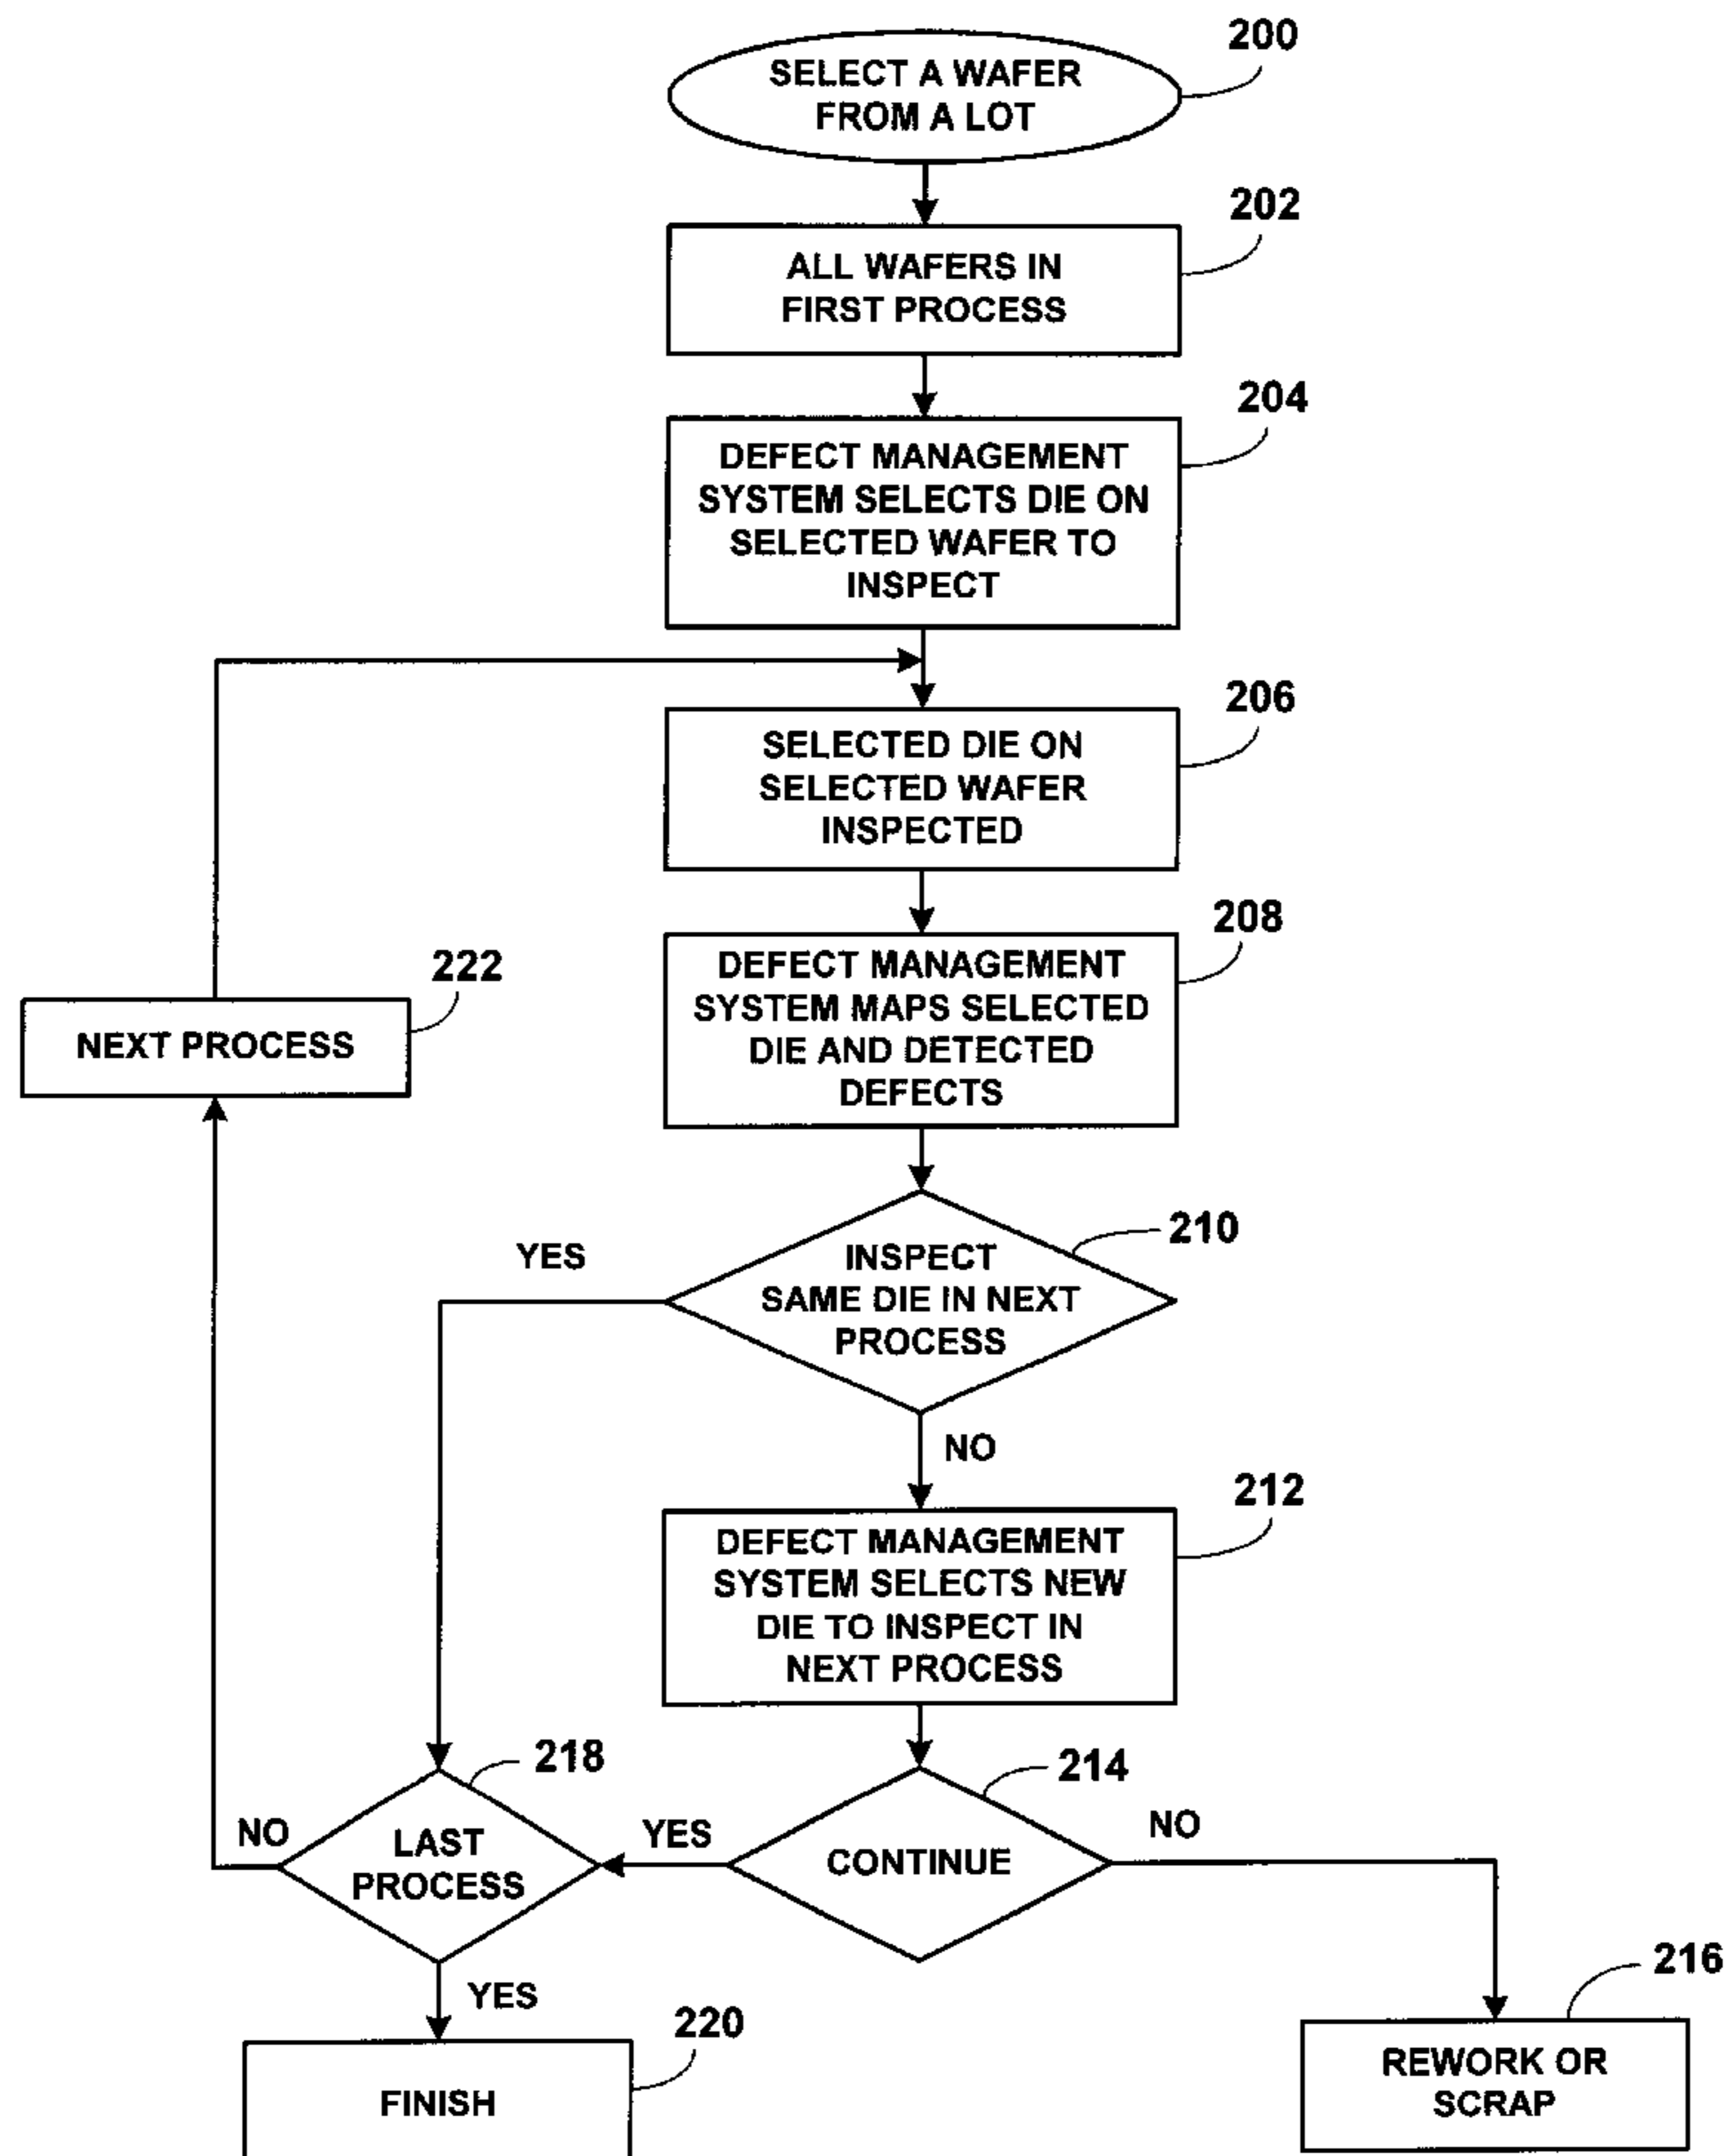 200
SELECT A WAFER
FROM A LOT
202
ALL WAFERS IN
FIRST PROCESS
204
DEFECT MANAGEMENT
SYSTEM SELECTS DIE ON
SELECTED WAFER TO
INSPECT
206
SELECTED DIE ON
SELECTED WAFER
INSPECTED
208
DEFECT MANAGEMENT
SYSTEM MAPS SELECTED
DIE AND DETECTED
DEFECTS
222
NEXT PROCESS
210
YES
INSPECT
SAME DIE IN NEXT
PROCESS
NO
212
DEFECT MANAGEMENT
SYSTEM SELECTS NEW
DIE TO INSPECT IN
NEXT PROCESS
218
214
NO
LAST
PROCESS
YES
CONTINUE
NO
YES
216
220
FINISH
REWORK OR
SCRAP